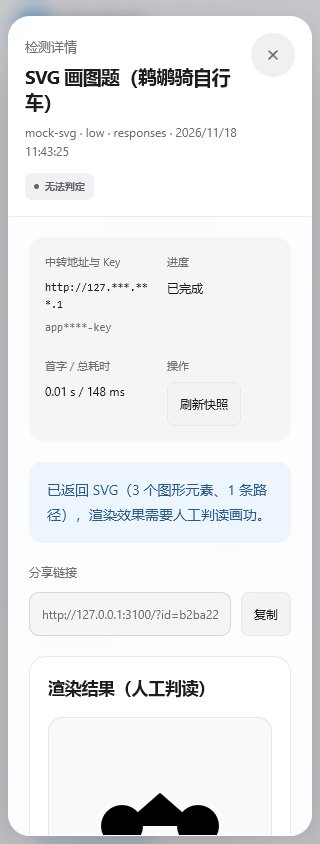 检测详情
SVG 画图题（鹈鹕骑自行
车）
mock-svg · low · responses · 2026/11/18
11:43:25
无法判定
中转地址与 Key
进度
http://127.***.**
*.1
已完成
app****-key
首字 / 总耗时
操作
0.01 s / 148 ms
刷新快照
已返回 SVG（3 个图形元素、1 条路
径），渲染效果需要人工判读画功。
分享链接
http://127.0.0.1:3100/?id=b2ba22
复制
渲染结果（人工判读）